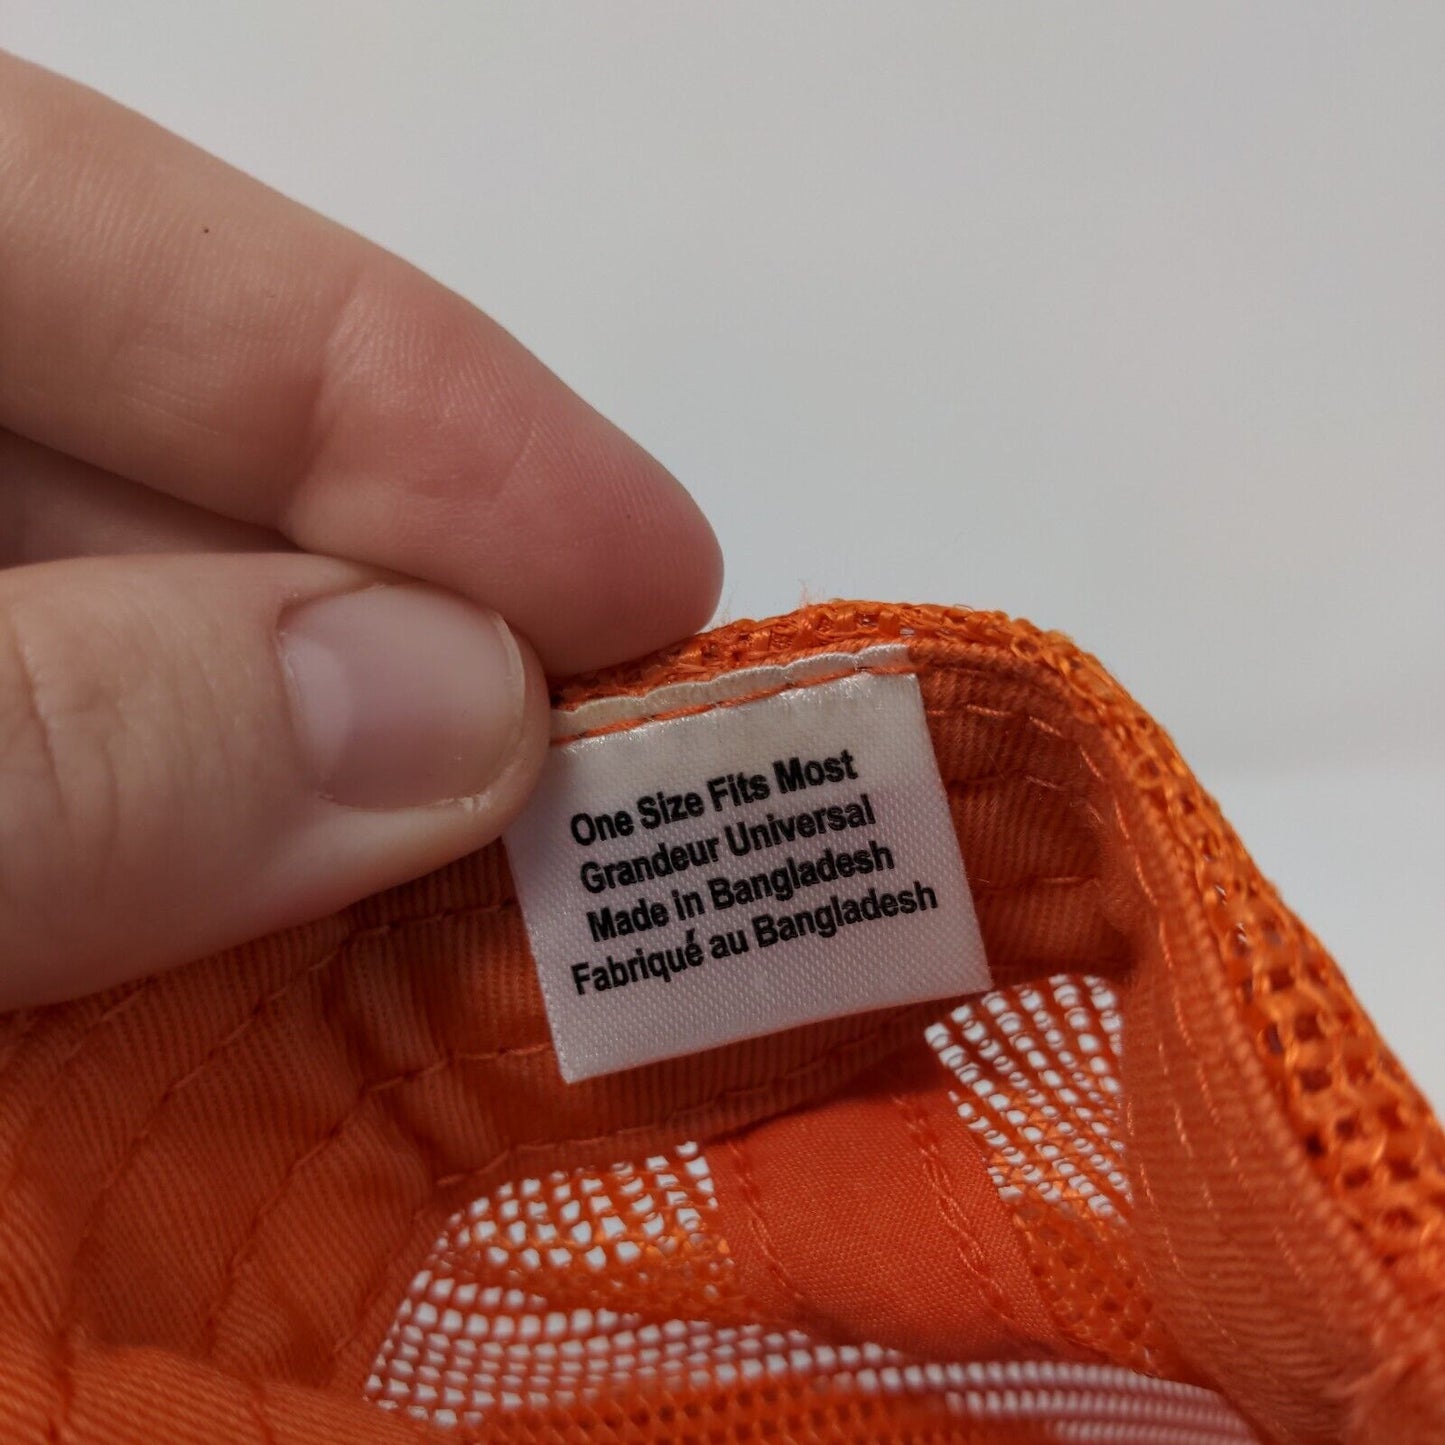 One Size Fits Most
Grandeur Universal
Made in Bangladesh
Fabriqué au Bangladesh